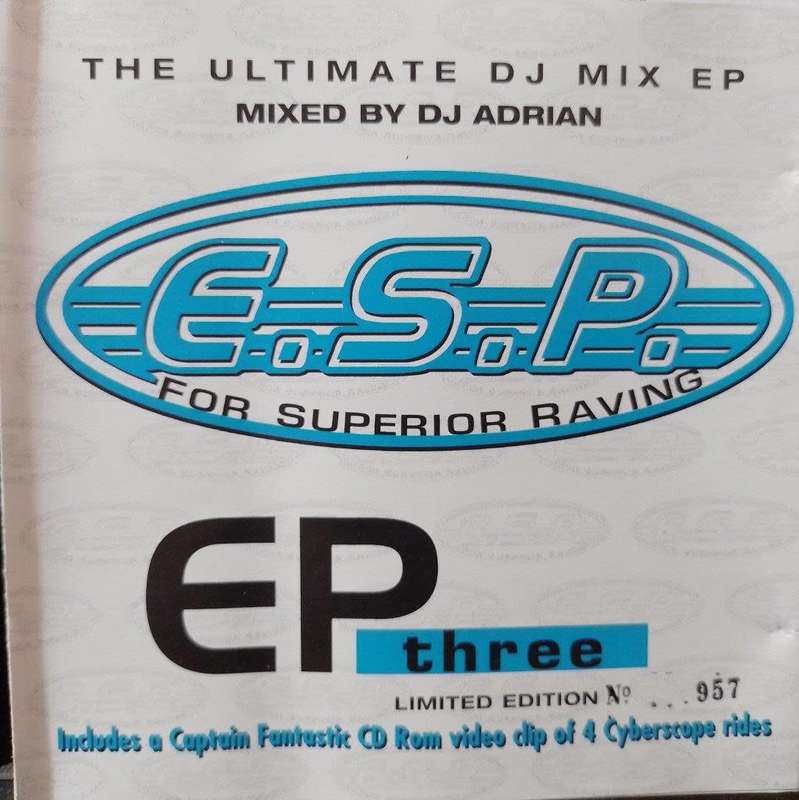 THE ULTIMATE DJ MIX EP
MIXED BY DJ ADRIAN
E.S.P.
FOR SUPERIOR RAVING
EP
three
LIMITED EDITION Nº ...957
Includes a Captain Fantastic CD Rom video clip of 4 Cyberscope rides